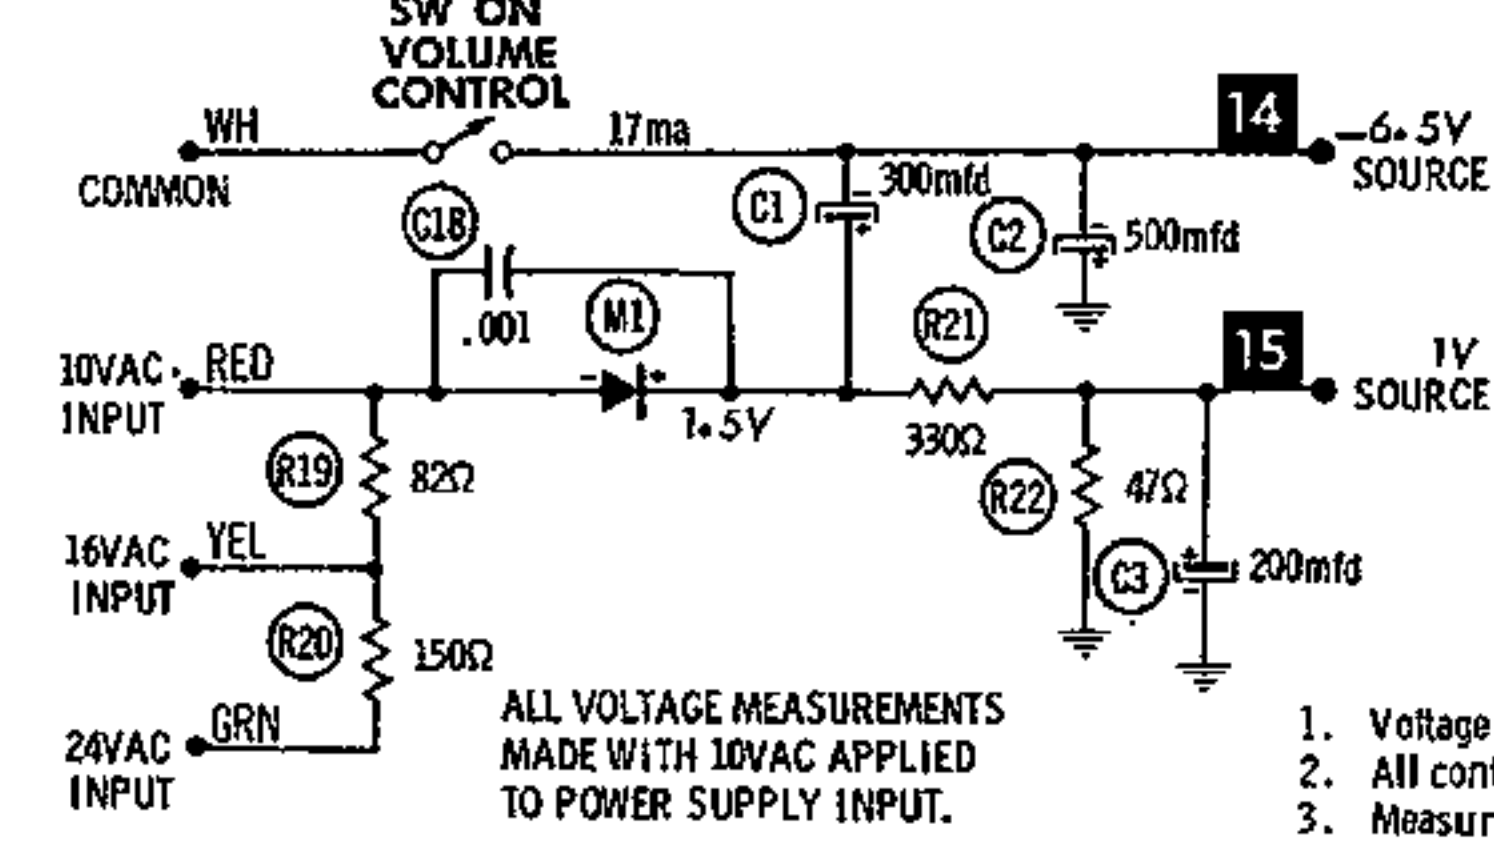 SW ON
VOLUME
CONTROL
WH
17ma
14
-6.5V
SOURCE
COMMON
C18
C1
300mfd
-
+
C2
500mfd
-
+
.001
M1
R21
15
1V
SOURCE
10VAC
INPUT
RED
-
+
1.5V
330Ω
R19
82Ω
R22
47Ω
16VAC
INPUT
YEL
C3
+
-
200mfd
R20
150Ω
24VAC
INPUT
GRN
ALL VOLTAGE MEASUREMENTS
MADE WITH 10VAC APPLIED
TO POWER SUPPLY INPUT.
1. Voltage
2. All
3.